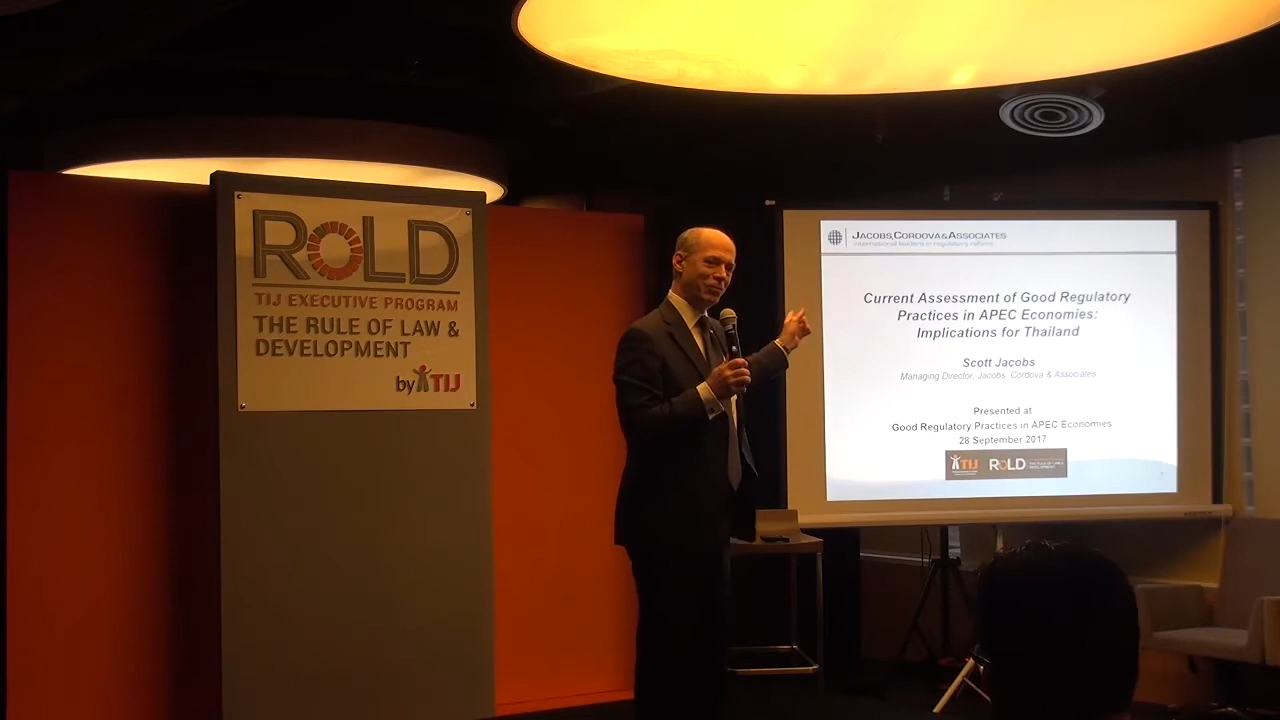 ROLD
TIJ EXECUTIVE PROGRAM
THE RULE OF LAW &
DEVELOPMENT
by TIJ
JACOBS, CORDOVA & ASSOCIATES
international leaders in regulatory reform
Current Assessment of Good Regulatory
Practices in APEC Economies:
Implications for Thailand
Scott Jacobs
Managing Director, Jacobs, Cordova & Associates
Presented at
Good Regulatory Practices in APEC Economies
28 September 2017
TIJ
ROLD